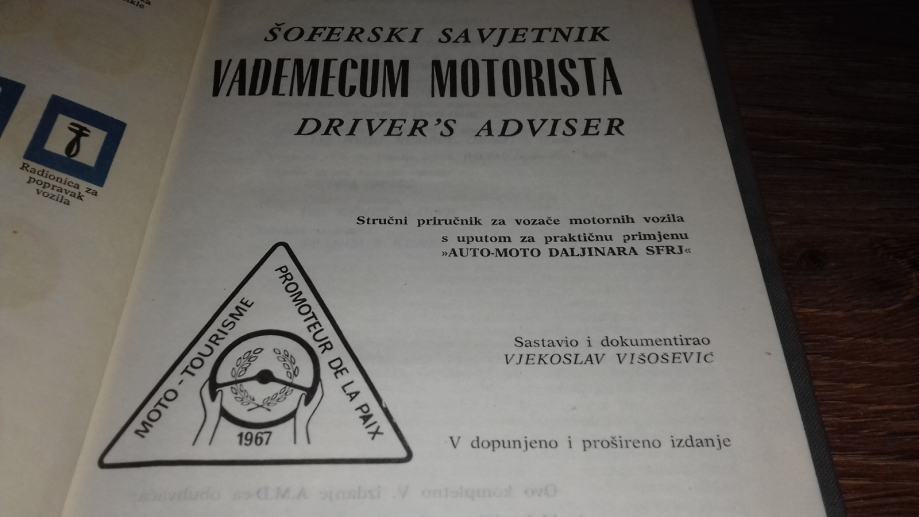 Radionica za
popravak
vozila
ŠOFERSKI SAVJETNIK
VADEMECUM MOTORISTA
DRIVER'S ADVISER
Stručni priručnik za vozače motornih vozila
s uputom za praktičnu primjenu
»AUTO-MOTO DALJINARA SFRJ«
MOTO-TOURISME
PROMOTEUR DE LA PAIX
1967
Sastavio i dokumentirao
VJEKOSLAV VIŠOŠEVIĆ
V dopunjeno i prošireno izdanje